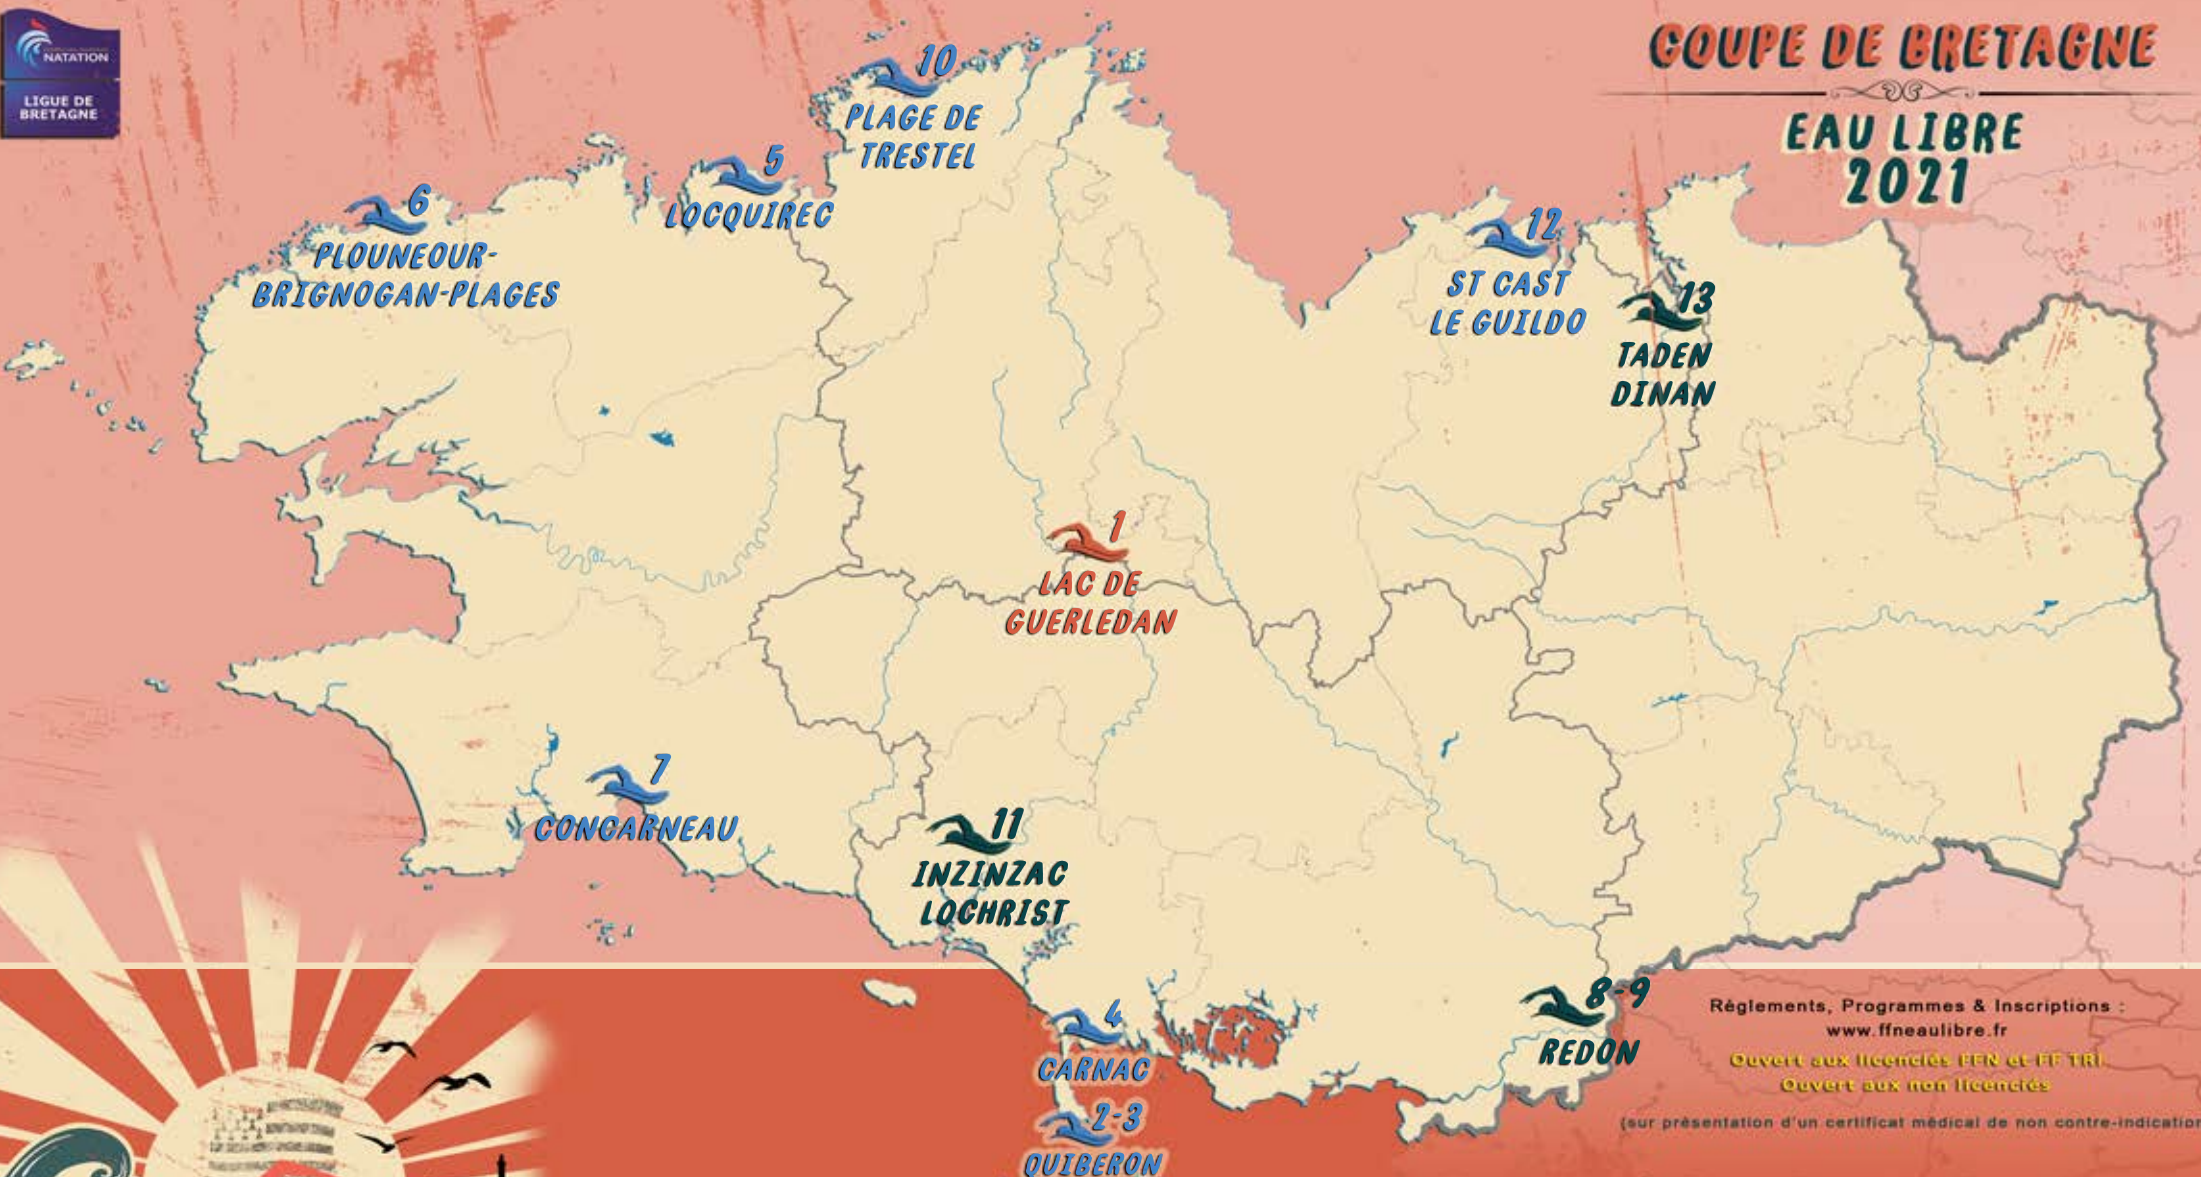 NATATION
LIGUE DE
BRETAGNE
COUPE DE BRETAGNE
EAU LIBRE
2021
10
PLAGE DE
TRESTEL
5
LOCQUIREC
6
PLOUNEOUR-
BRIGNOGAN-PLAGES
12
ST CAST
LE GUILDO
13
TADEN
DINAN
1
LAC DE
GUERLEDAN
7
CONCARNEAU
11
INZINZAC
LOCHRIST
4
CARNAC
2-3
QUIBERON
8-9
REDON
Règlements, Programmes & Inscriptions :
www.ffneaulibre.fr
Ouvert aux licenciés FFN et FF TRI
Ouvert aux non licenciés
(sur présentation d'un certificat médical de non contre-indication